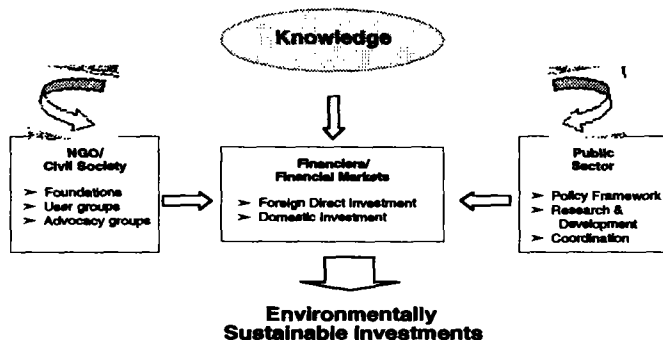 Knowledge
NGO/
Civil Society
➢ Foundations
➢ User groups
➢ Advocacy groups
Financiers/
Financial Markets
➢ Foreign Direct Investment
➢ Domestic Investment
Public
Sector
➢ Policy Framework
➢ Research &
Development
➢ Coordination
Environmentally
Sustainable Investments